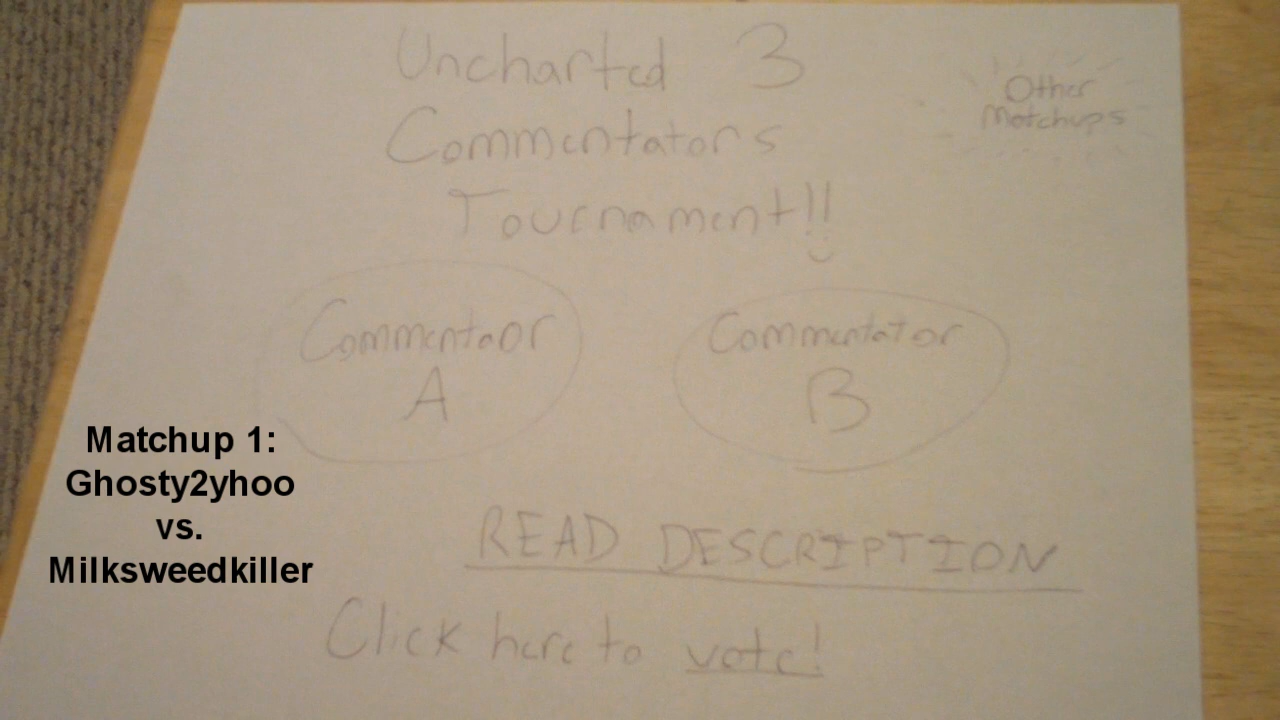 Uncharted 3
Commentators
Tournament!!
Other
Matchups
Commentaor
A
Commentator
B
Matchup 1:
Ghosty2yhoo
vs.
Milksweedkiller
READ DESCRIPTION
Click here to vote!